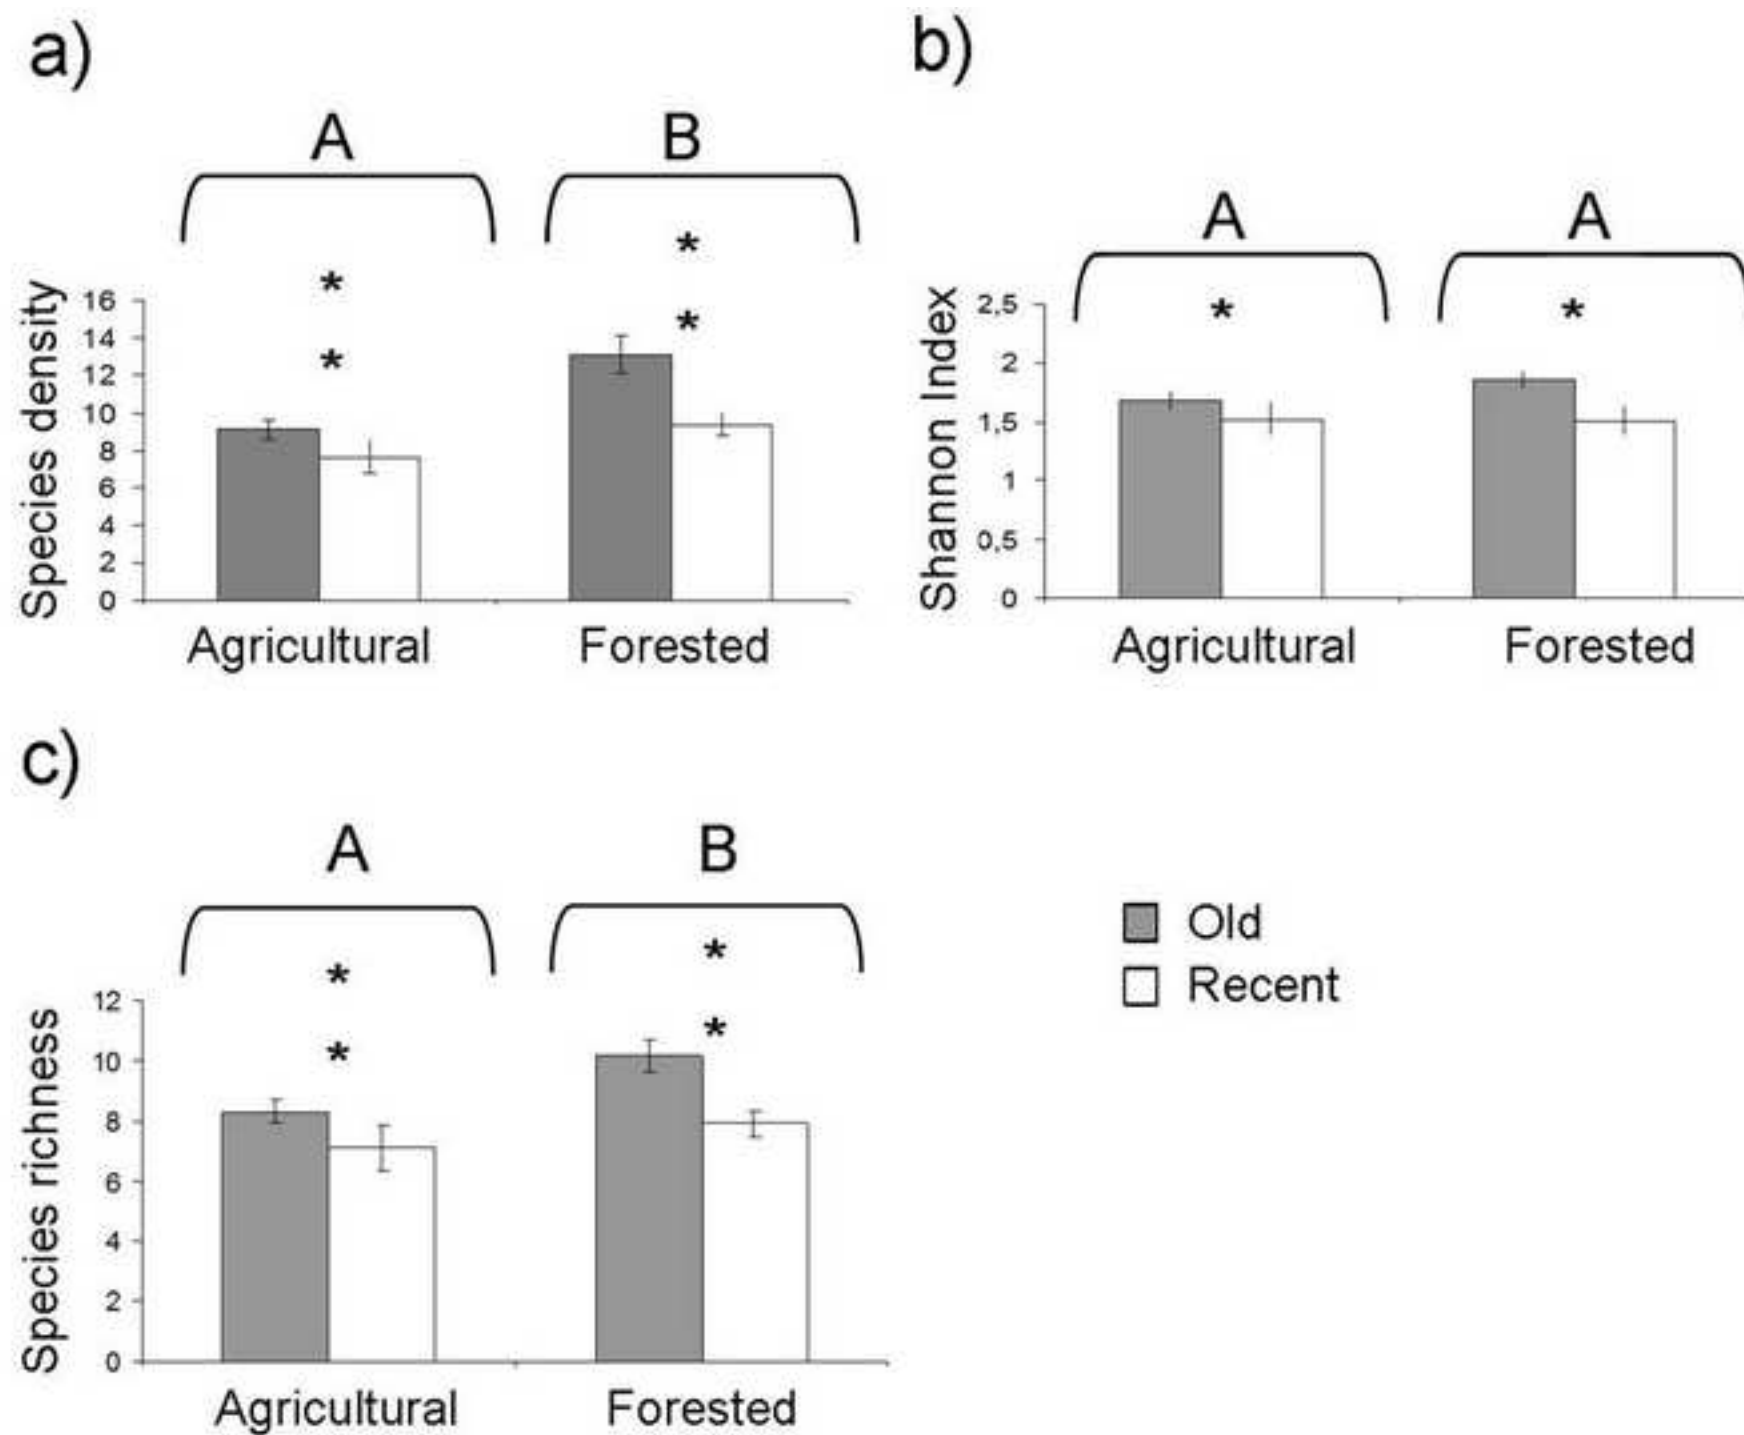 a)
A B
*
*
*
*
Species density
16
14
12
10
8
6
4
2
0
Agricultural Forested
b)
A A
* *
Shannon Index
2,5
2
1,5
1
0,5
0
Agricultural Forested
c)
A B
*
*
*
*
Species richness
12
10
8
6
4
2
0
Agricultural Forested
Old
Recent